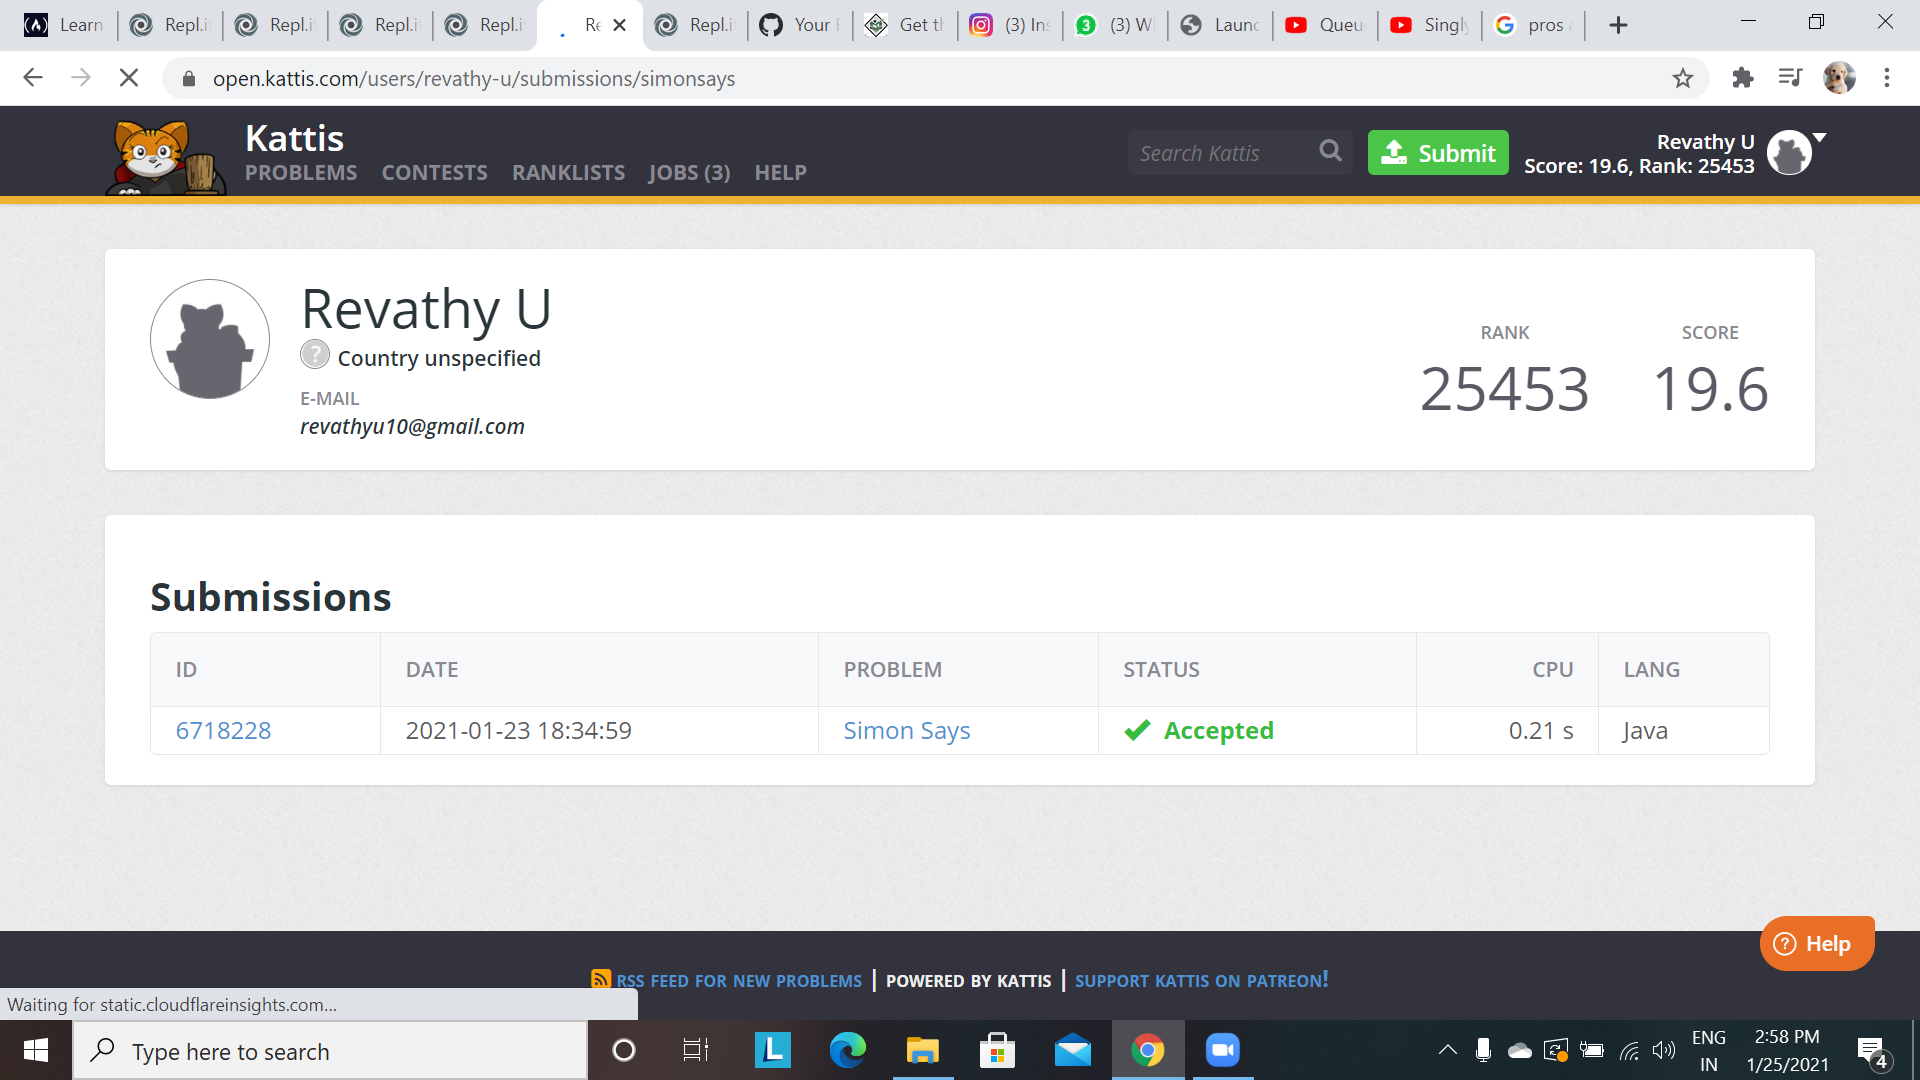 Learn
Repl.i
Repl.i
Repl.i
Repl.i
Re
Repl.i
Your
Get th
(3) Ins
3
(3) W
Launc
Queu
Singly
pros
open.kattis.com/users/revathy-u/submissions/simonsays
Kattis
PROBLEMS CONTESTS RANKLISTS JOBS (3) HELP
Search Kattis
Submit
Revathy U
Score: 19.6, Rank: 25453
Revathy U
? Country unspecified
E-MAIL
revathyu10@gmail.com
RANK SCORE
25453 19.6
Submissions
ID DATE PROBLEM STATUS CPU LANG
6718228 2021-01-23 18:34:59 Simon Says Accepted 0.21 s Java
? Help
RSS FEED FOR NEW PROBLEMS | POWERED BY KATTIS | SUPPORT KATTIS ON PATREON!
Waiting for static.cloudflareinsights.com...
Type here to search
L
ENG
IN
2:58 PM
1/25/2021
4